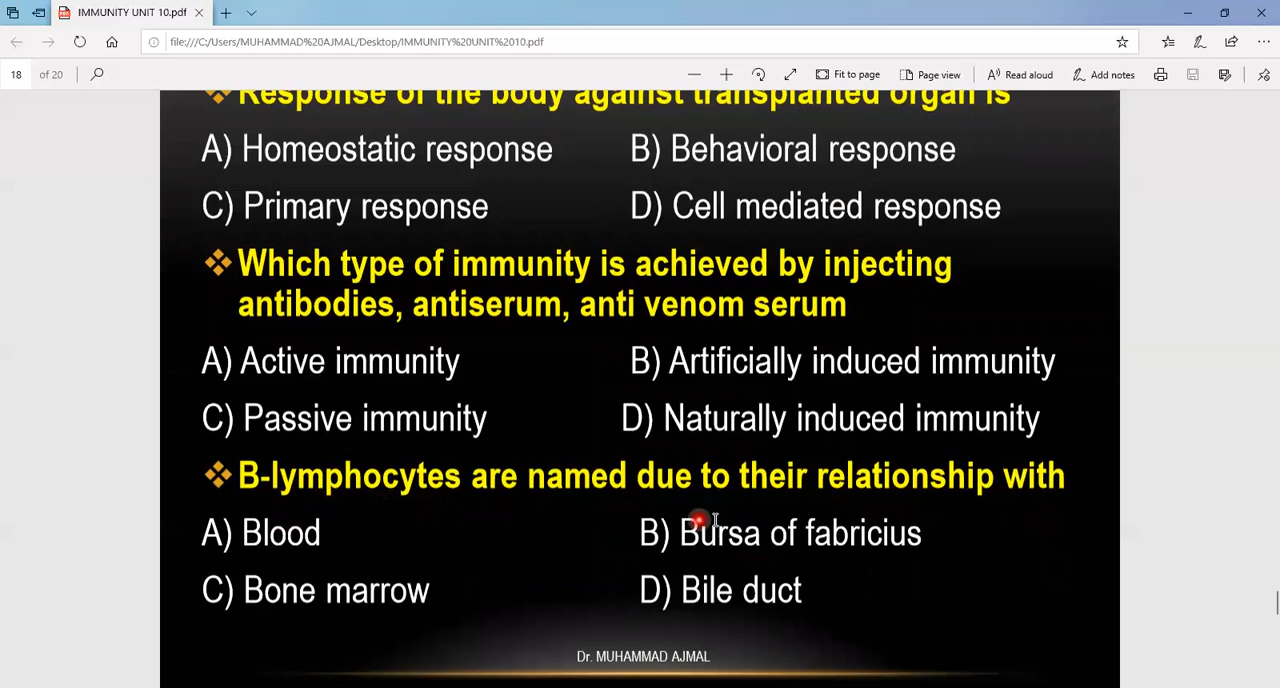 IMMUNITY UNIT 10.pdf
file:///C:/Users/MUHAMMAD%20AJMAL/Desktop/IMMUNITY%20UNIT%2010.pdf
18 of 20 Fit to page Page view Read aloud Add notes
Response of the body against transplanted organ is
A) Homeostatic response B) Behavioral response
C) Primary response D) Cell mediated response
Which type of immunity is achieved by injecting
antibodies, antiserum, anti venom serum
A) Active immunity B) Artificially induced immunity
C) Passive immunity D) Naturally induced immunity
B-lymphocytes are named due to their relationship with
A) Blood B) Bursa of fabricius
C) Bone marrow D) Bile duct
Dr. MUHAMMAD AJMAL